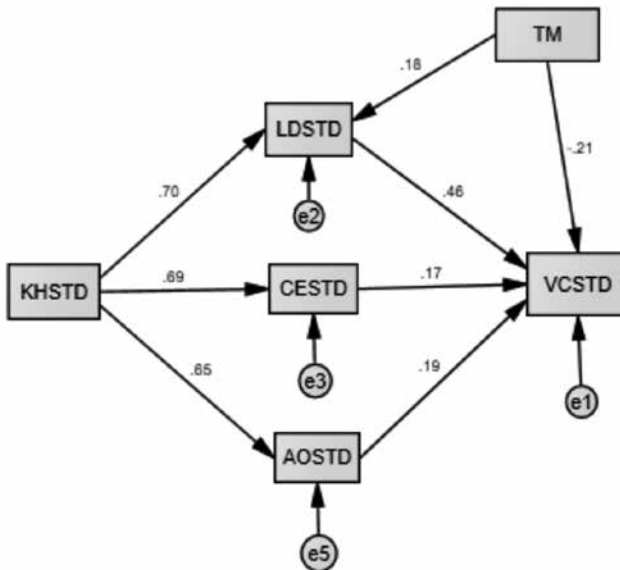 TM
.18
LDSTD
-.21
.70
.46
e2
KHSTD
.69
CESTD
.17
VCSTD
.65
e3
.19
e1
AOSTD
e5